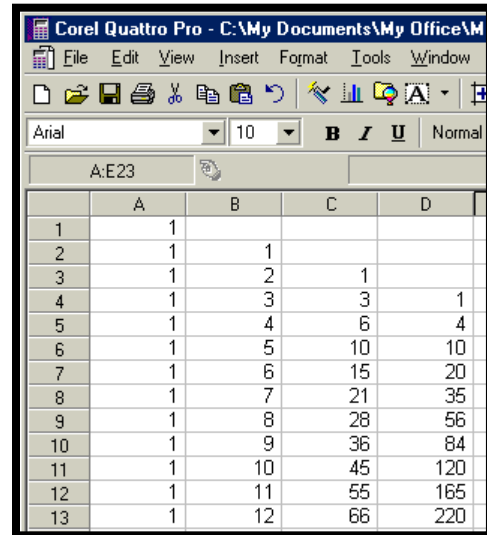 Corel Quattro Pro - C:\My Documents\My Office\M
File Edit View Insert Format Tools Window
A
Arial 10 B I U Normal
A:E23
A B C D
1 1
2 1 1
3 1 2 1
4 1 3 3 1
5 1 4 6 4
6 1 5 10 10
7 1 6 15 20
8 1 7 21 35
9 1 8 28 56
10 1 9 36 84
11 1 10 45 120
12 1 11 55 165
13 1 12 66 220